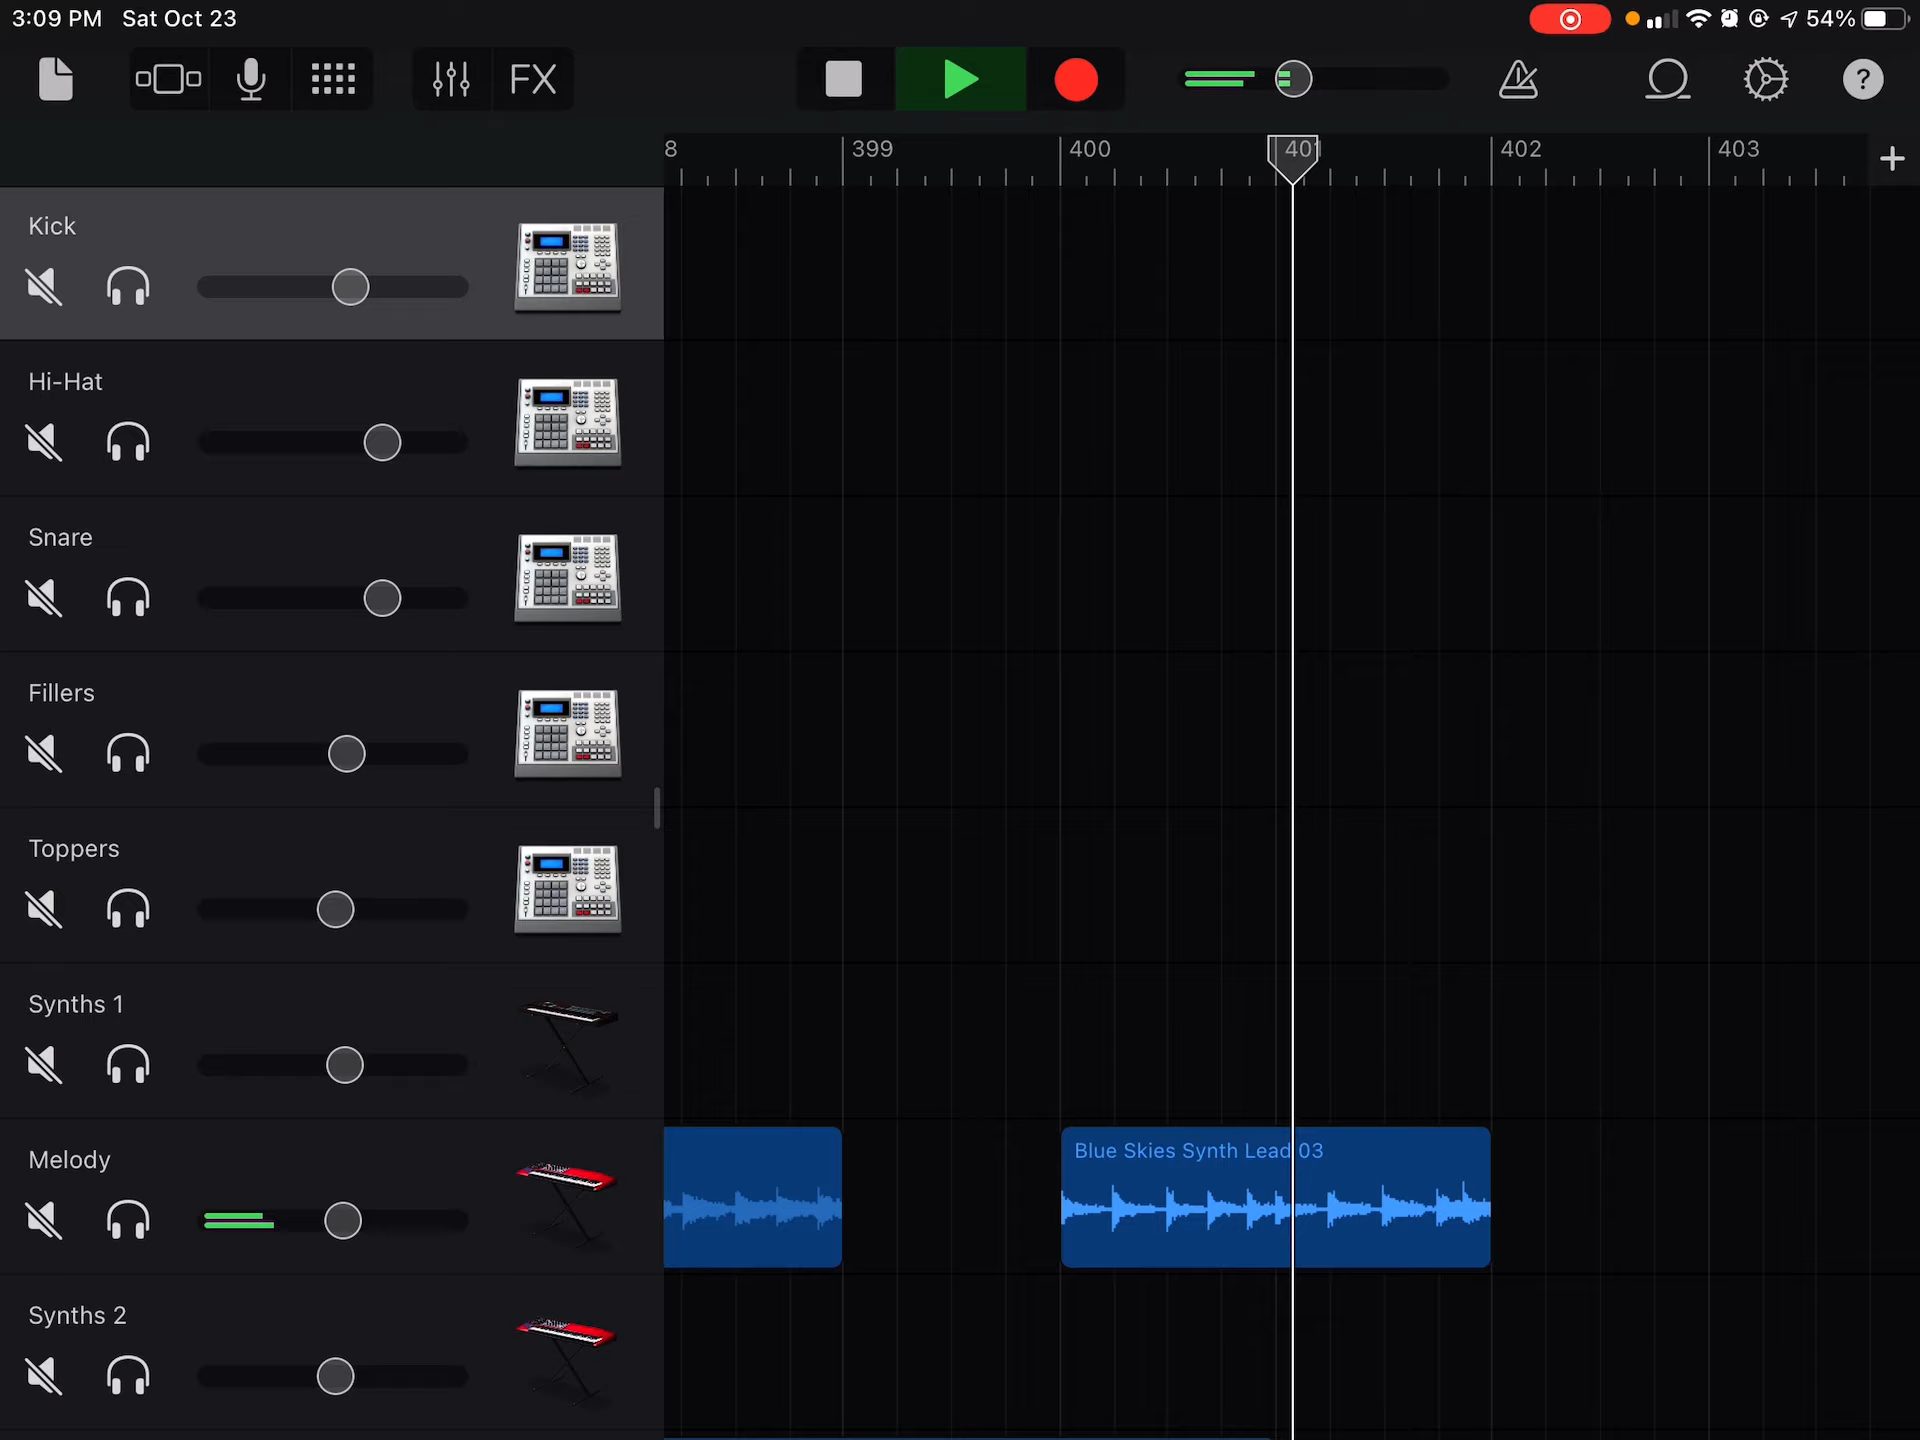 3:09 PM Sat Oct 23 54%
FX ?
8 399 400 401 402 403 +
Kick
Hi-Hat
Snare
Fillers
Toppers
Synths 1
Melody
Blue Skies Synth Lead 03
Synths 2